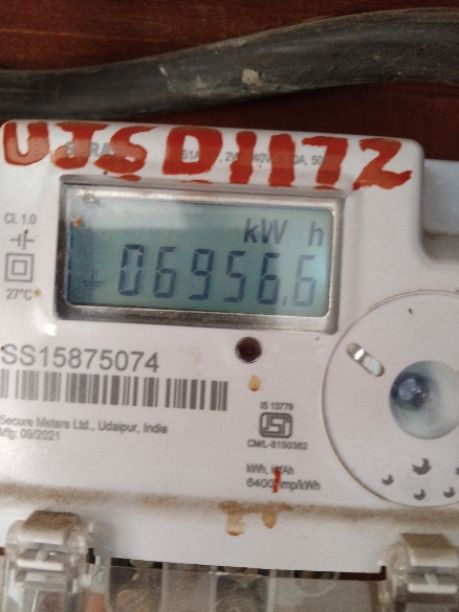 UJSD1172
kW h
06956.6
Cl. 1.0
27°C
SS15875074
Secure Meters Ltd., Udaipur, India
Mfg: 09/2021
IS 13779
CM/L-8150362
kWh,
6400 imp/kWh